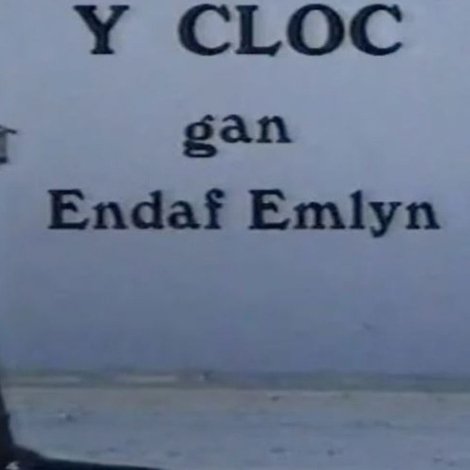 Y CLOC
gan
Endaf Emlyn